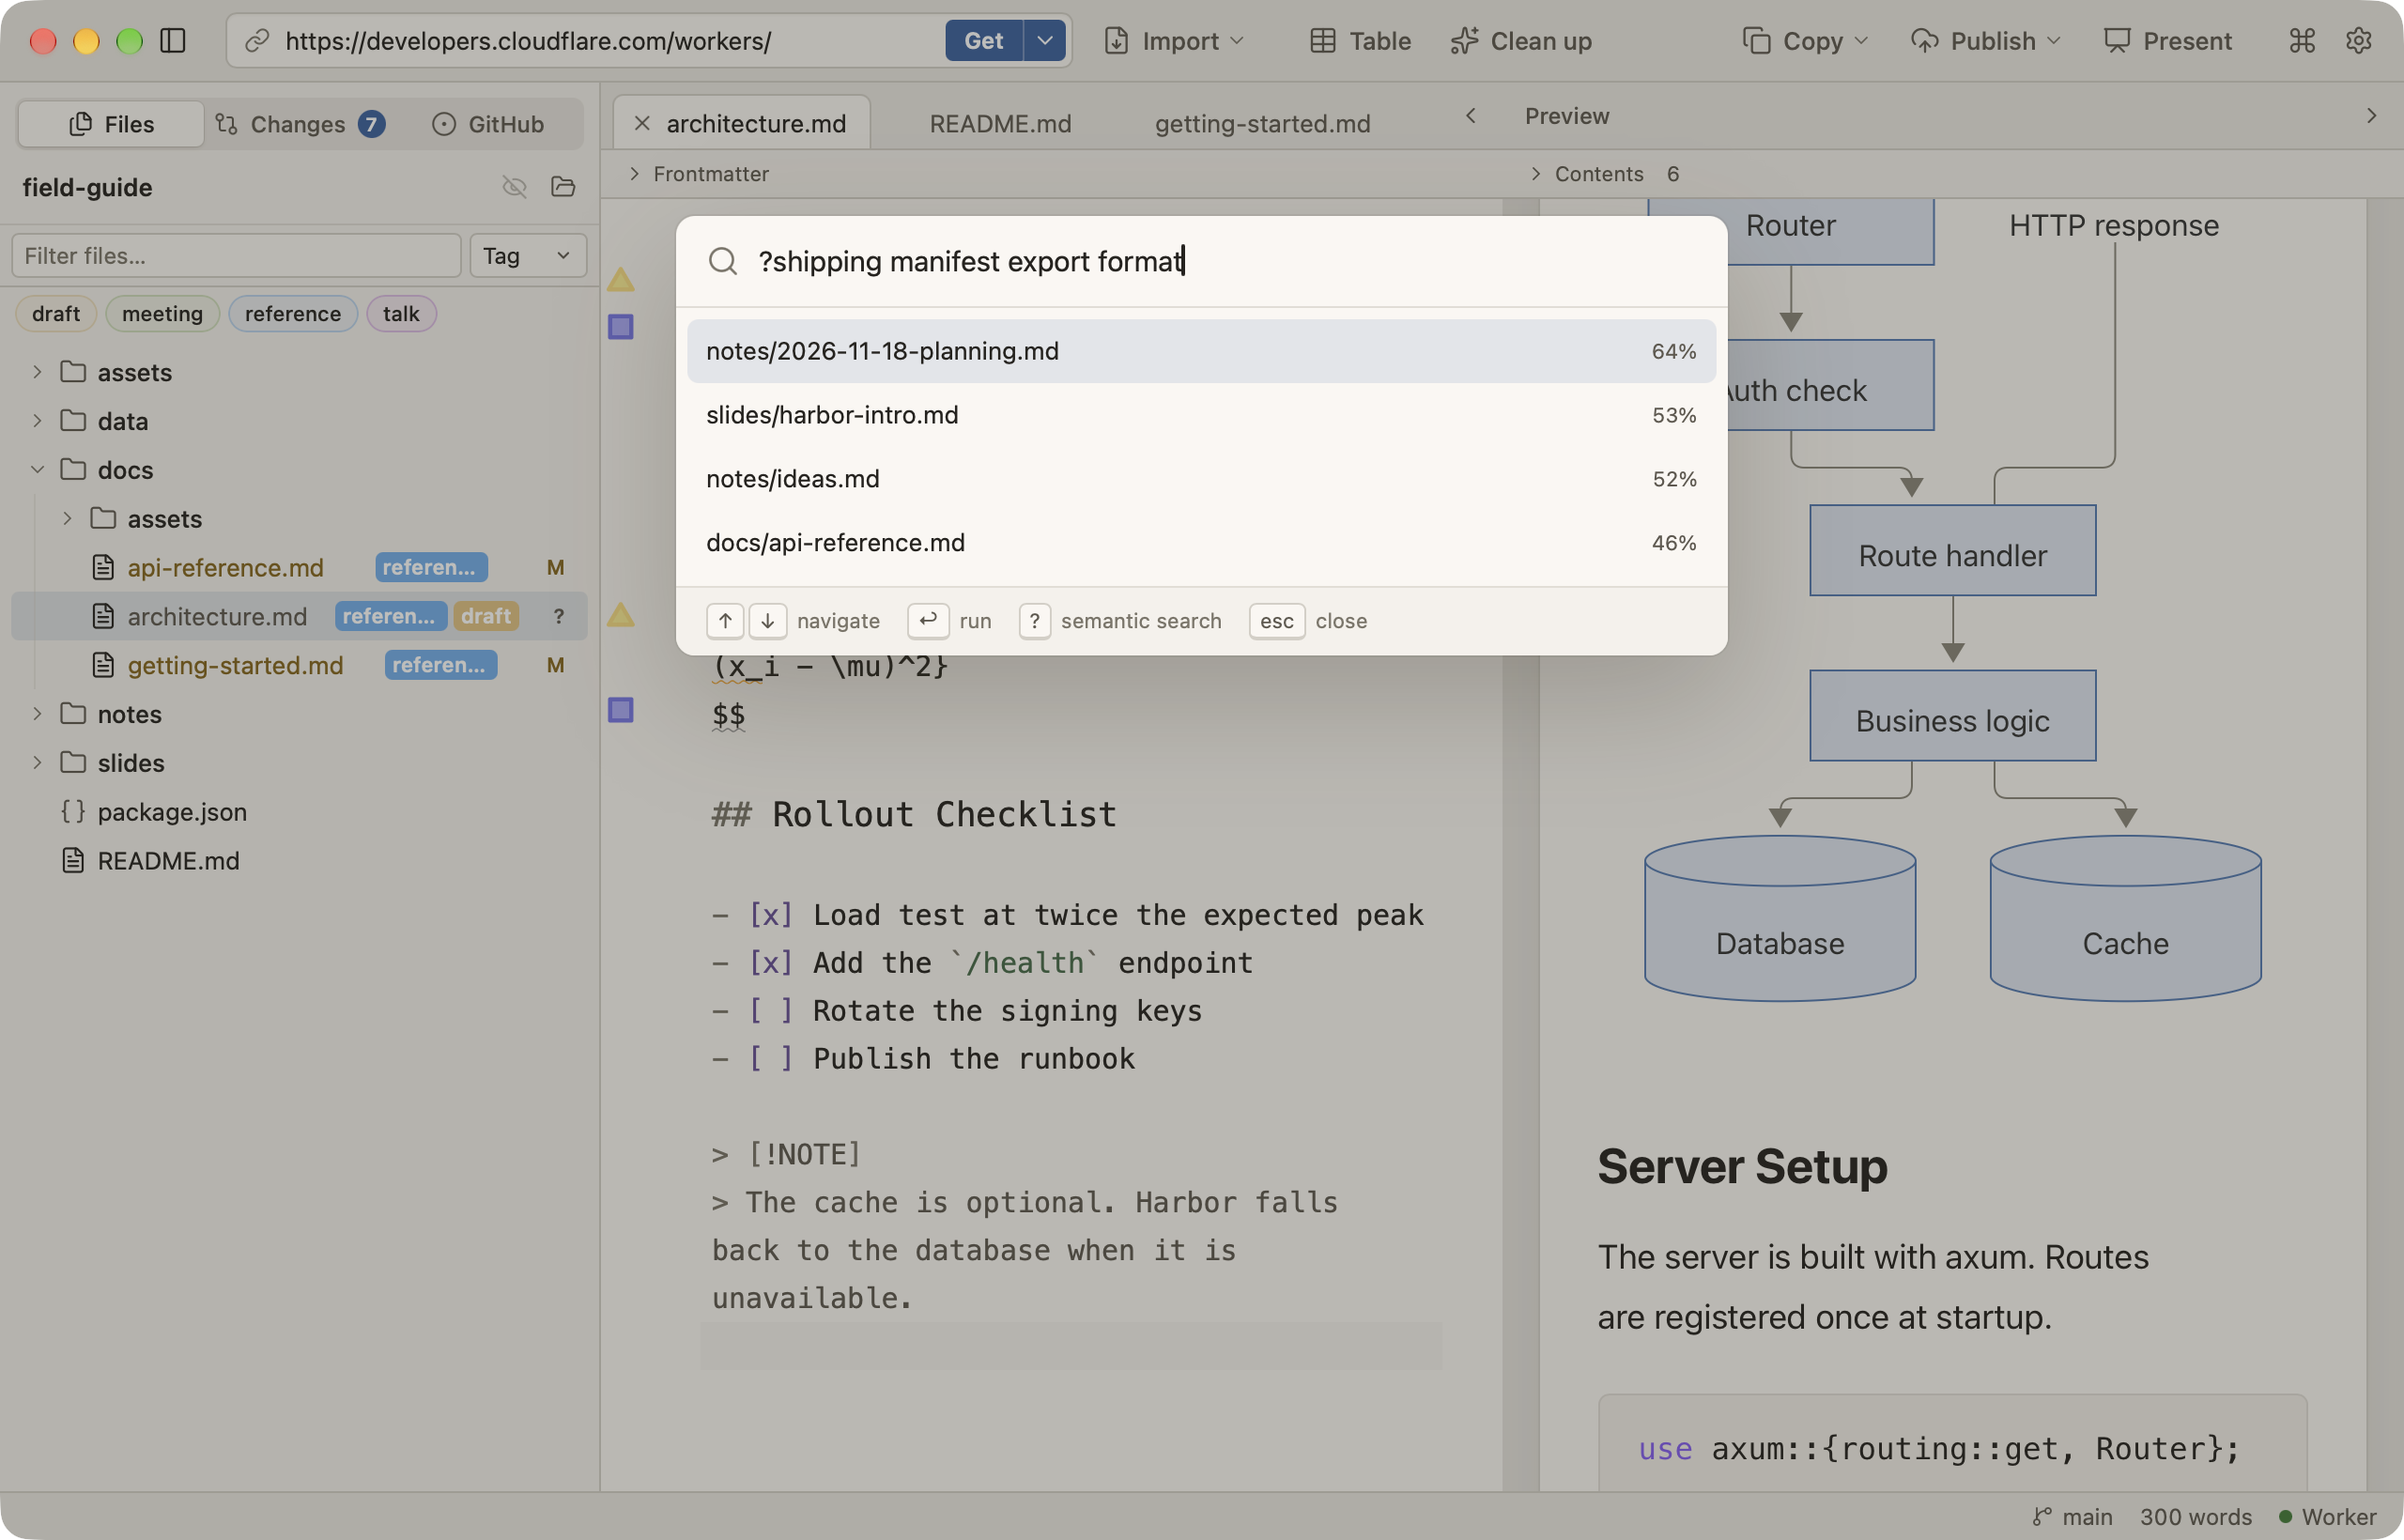 https://developers.cloudflare.com/workers/
Get
Import
Table
Clean up
Copy
Publish
Present
Files
Changes 7
GitHub
field-guide
Filter files...
Tag
draft
meeting
reference
talk
assets
data
docs
assets
api-reference.md referen... M
architecture.md referen... draft ?
getting-started.md referen... M
notes
slides
package.json
README.md
architecture.md
README.md
getting-started.md
Frontmatter
?shipping manifest export format
notes/2026-11-18-planning.md 64%
slides/harbor-intro.md 53%
notes/ideas.md 52%
docs/api-reference.md 46%
navigate
run
? semantic search
esc close
(x_i - \mu)^2}
$$
## Rollout Checklist
- [x] Load test at twice the expected peak
- [x] Add the `/health` endpoint
- [ ] Rotate the signing keys
- [ ] Publish the runbook
> [!NOTE]
> The cache is optional. Harbor falls
back to the database when it is
unavailable.
Preview
Contents 6
Router
HTTP response
Auth check
Route handler
Business logic
Database
Cache
Server Setup
The server is built with axum. Routes
are registered once at startup.
use axum::{routing::get, Router};
main
300 words
Worker